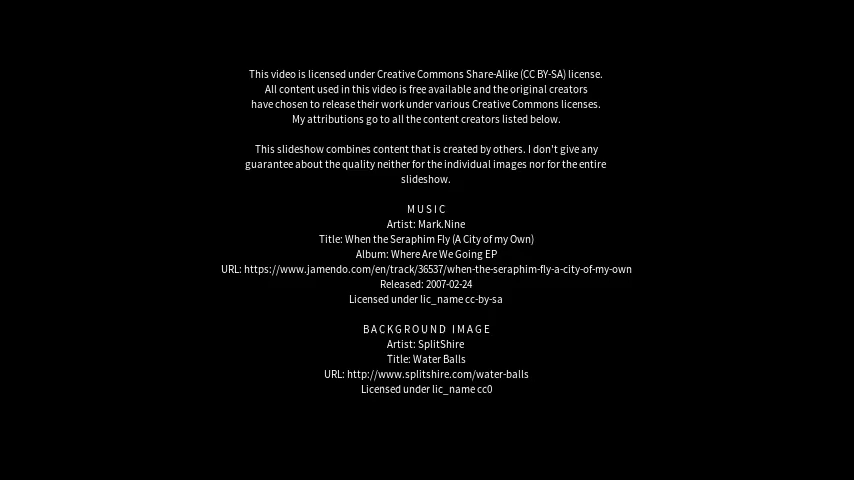 This video is licensed under Creative Commons Share-Alike (CC BY-SA) license.
All content used in this video is free available and the original creators
have chosen to release their work under various Creative Commons licenses.
My attributions go to all the content creators listed below.
This slideshow combines content that is created by others. I don't give any
guarantee about the quality neither for the individual images nor for the entire
slideshow.
MUSIC
Artist: Mark.Nine
Title: When the Seraphim Fly (A City of my Own)
Album: Where Are We Going EP
URL: https://www.jamendo.com/en/track/36537/when-the-seraphim-fly-a-city-of-my-own
Released: 2007-02-24
Licensed under lic_name cc-by-sa
BACKGROUND IMAGE
Artist: SplitShire
Title: Water Balls
URL: http://www.splitshire.com/water-balls
Licensed under lic_name cc0